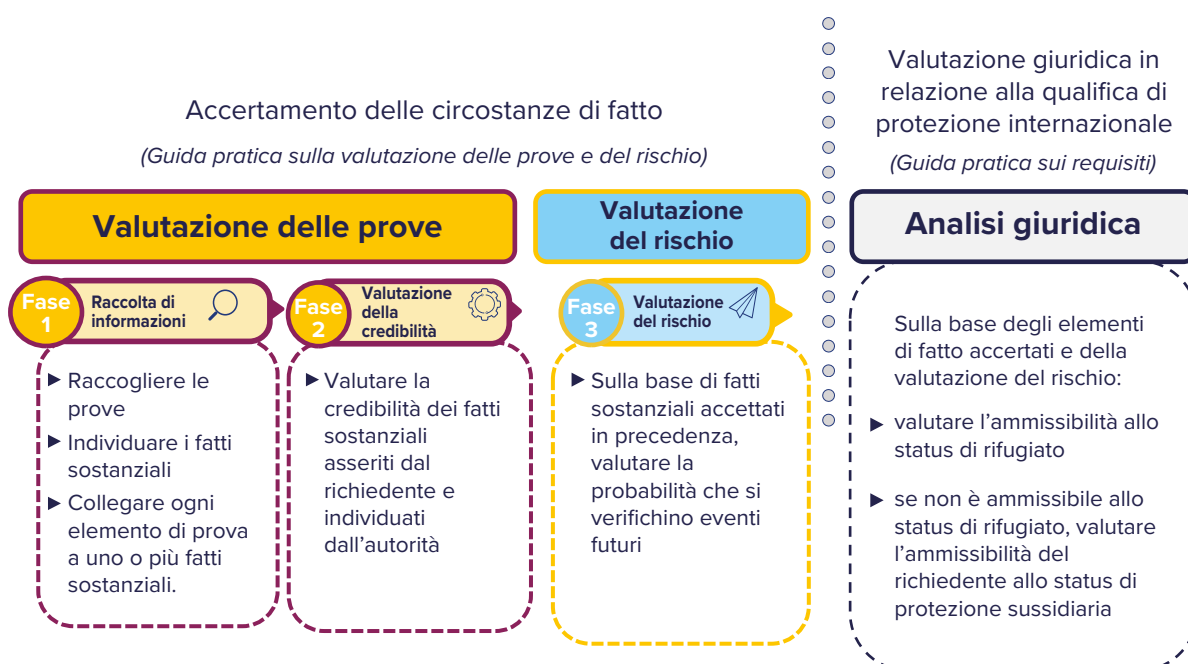 Accertamento delle circostanze di fatto
(Guida pratica sulla valutazione delle prove e del rischio)
Valutazione giuridica in
relazione alla qualifica di
protezione internazionale
(Guida pratica sui requisiti)
Valutazione delle prove
Valutazione
del rischio
Analisi giuridica
Fase
1
Raccolta di
informazioni
Fase
2
Valutazione
della
credibilità
Fase
3
Valutazione
del rischio
▶ Raccogliere le
prove
▶ Individuare i fatti
sostanziali
▶ Collegare ogni
elemento di prova
a uno o più fatti
sostanziali.
▶ Valutare la
credibilità dei fatti
sostanziali
asseriti dal
richiedente e
individuati
dall’autorità
▶ Sulla base di fatti
sostanziali accettati
in precedenza,
valutare la
probabilità che si
verifichino eventi
futuri
Sulla base degli elementi
di fatto accertati e della
valutazione del rischio:
▶ valutare l’ammissibilità allo
status di rifugiato
▶ se non è ammissibile allo
status di rifugiato, valutare
l’ammissibilità del
richiedente allo status di
protezione sussidiaria